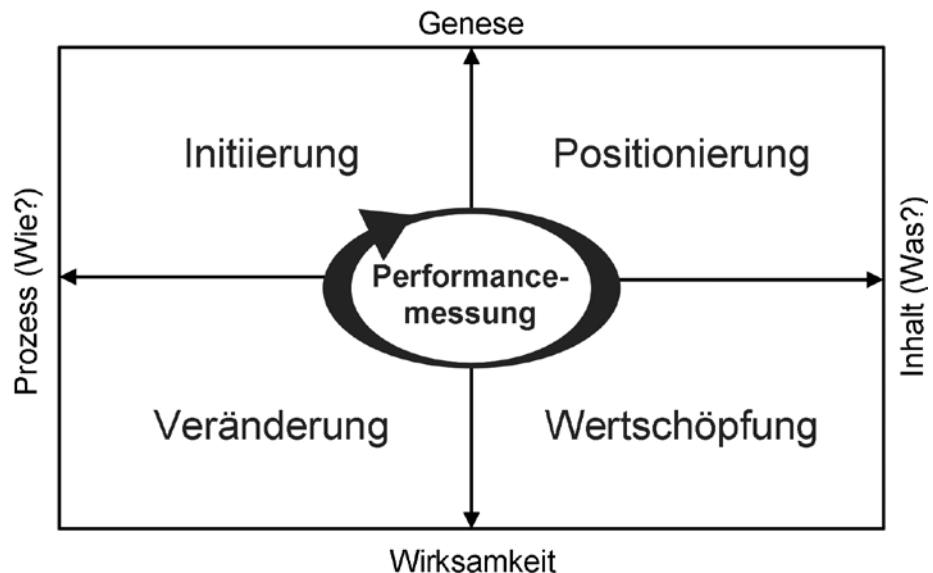 Genese
Initiierung
Positionierung
Prozess (Wie?)
Performance-
messung
Inhalt (Was?)
Veränderung
Wertschöpfung
Wirksamkeit